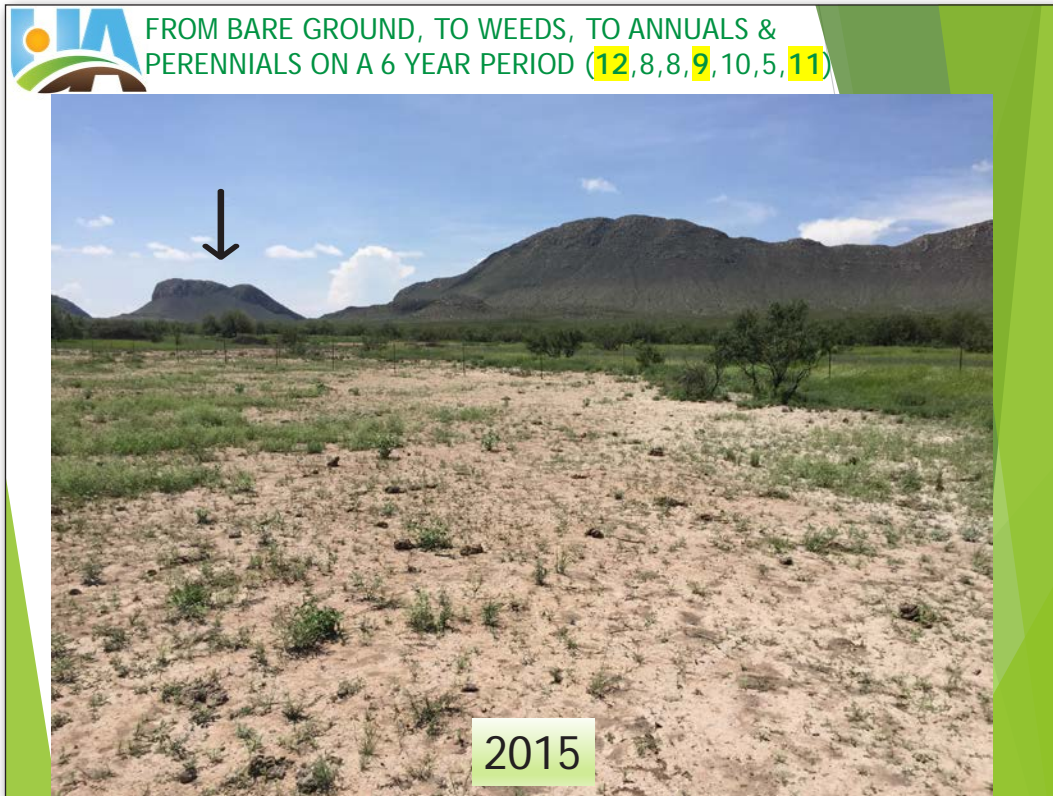 FROM BARE GROUND, TO WEEDS, TO ANNUALS &
PERENNIALS ON A 6 YEAR PERIOD (12,8,8,9,10,5,11)
2015